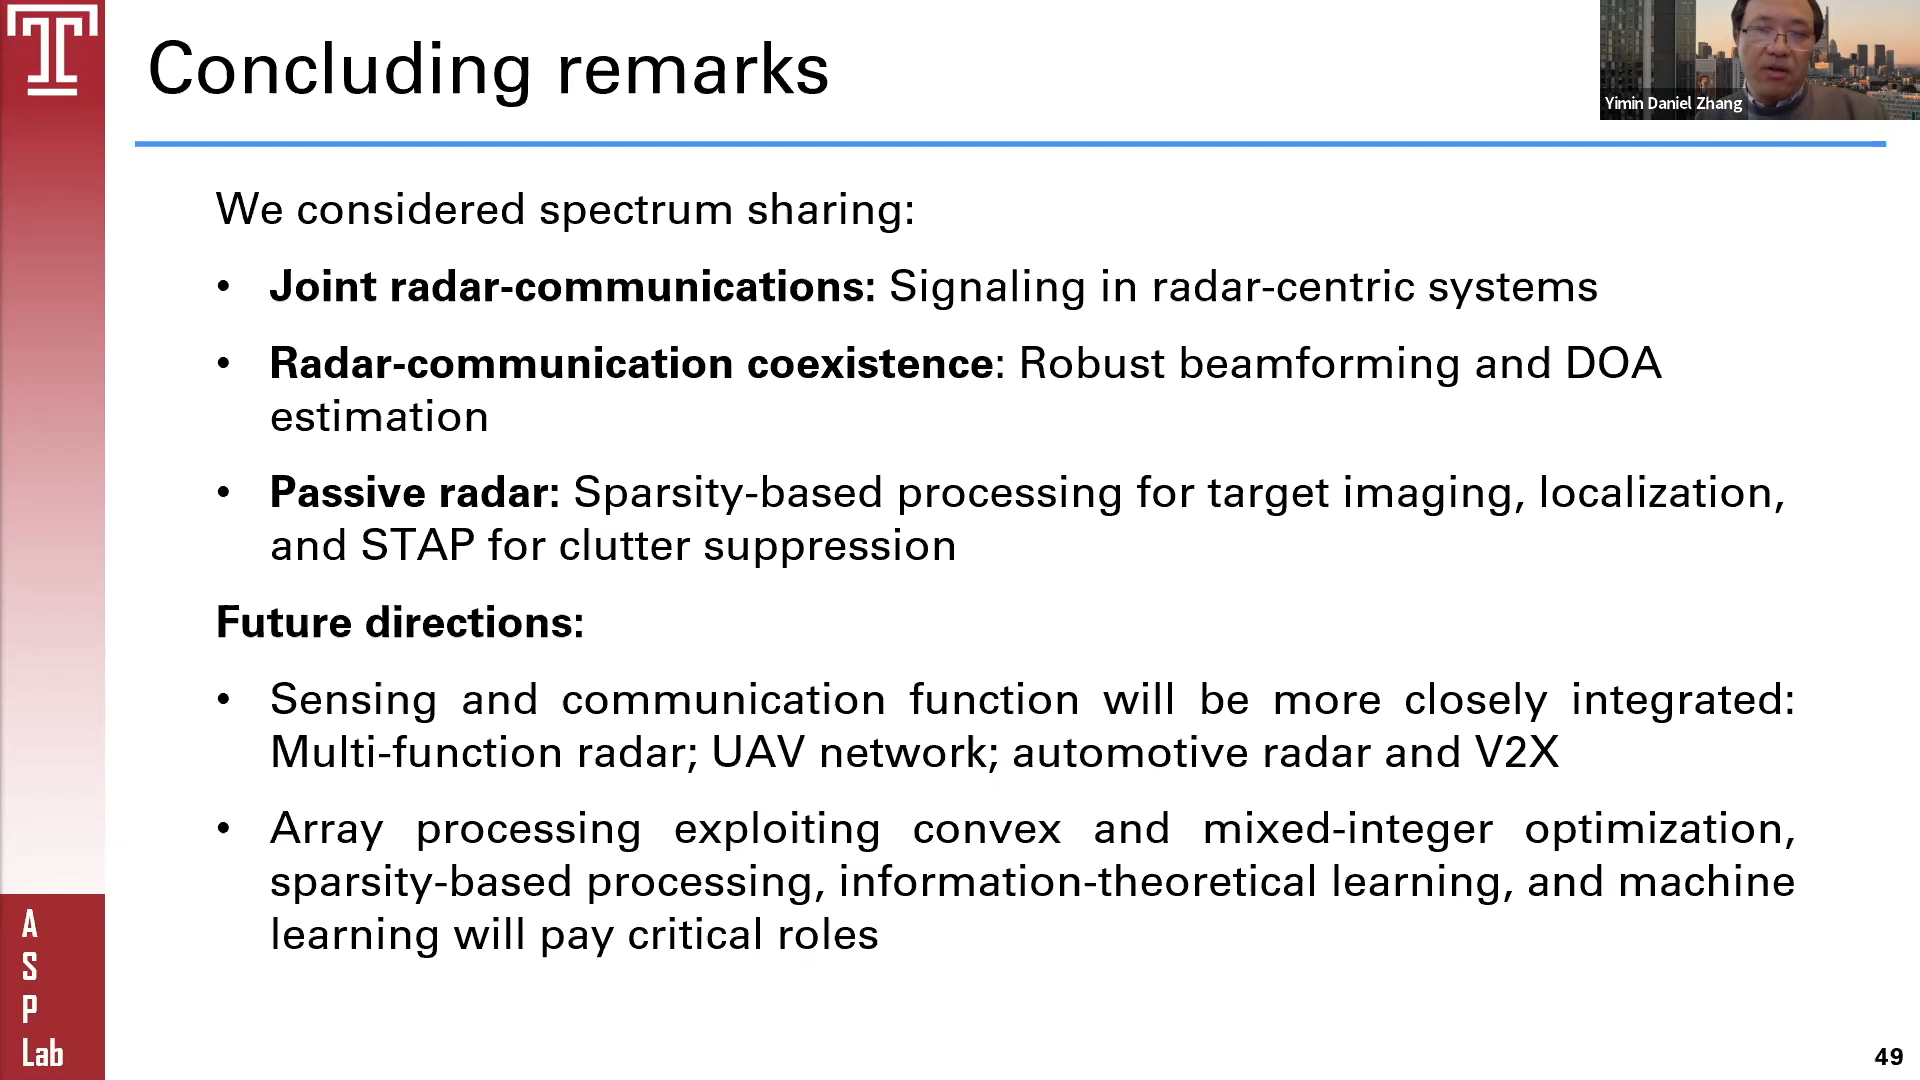 Concluding remarks
Yimin Daniel Zhang
We considered spectrum sharing:
• Joint radar-communications: Signaling in radar-centric systems
• Radar-communication coexistence: Robust beamforming and DOA
estimation
• Passive radar: Sparsity-based processing for target imaging, localization,
and STAP for clutter suppression
Future directions:
• Sensing and communication function will be more closely integrated:
Multi-function radar; UAV network; automotive radar and V2X
• Array processing exploiting convex and mixed-integer optimization,
sparsity-based processing, information-theoretical learning, and machine
learning will pay critical roles
A
S
P
Lab
49